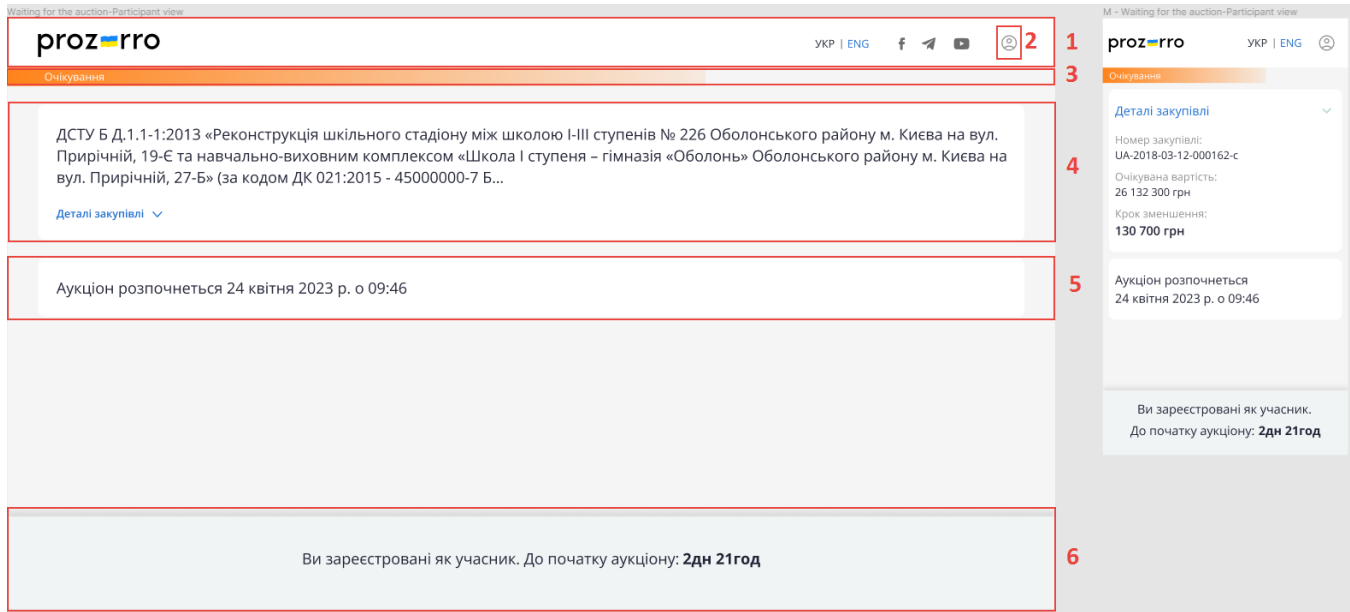 Waiting for the auction-Participant view
prozorro
УКР | ENG
2
1
Очікування
3
ДСТУ Б Д.1.1-1:2013 «Реконструкція шкільного стадіону між школою І-ІІІ ступенів № 226 Оболонського району м. Києва на вул.
Прирічній, 19-Є та навчально-виховним комплексом «Школа І ступеня – гімназія «Оболонь» Оболонського району м. Києва на
вул. Прирічній, 27-Б» (за кодом ДК 021:2015 - 45000000-7 Б...
Деталі закупівлі
4
Аукціон розпочнеться 24 квітня 2023 р. о 09:46
5
Ви зареєстровані як учасник. До початку аукціону: 2дн 21год
6
M - Waiting for the auction-Participant view
prozorro
УКР | ENG
Очікування
Деталі закупівлі
Номер закупівлі:
UA-2018-03-12-000162-c
Очікувана вартість:
26 132 300 грн
Крок зменшення:
130 700 грн
Аукціон розпочнеться
24 квітня 2023 р. о 09:46
Ви зареєстровані як учасник.
До початку аукціону: 2дн 21год